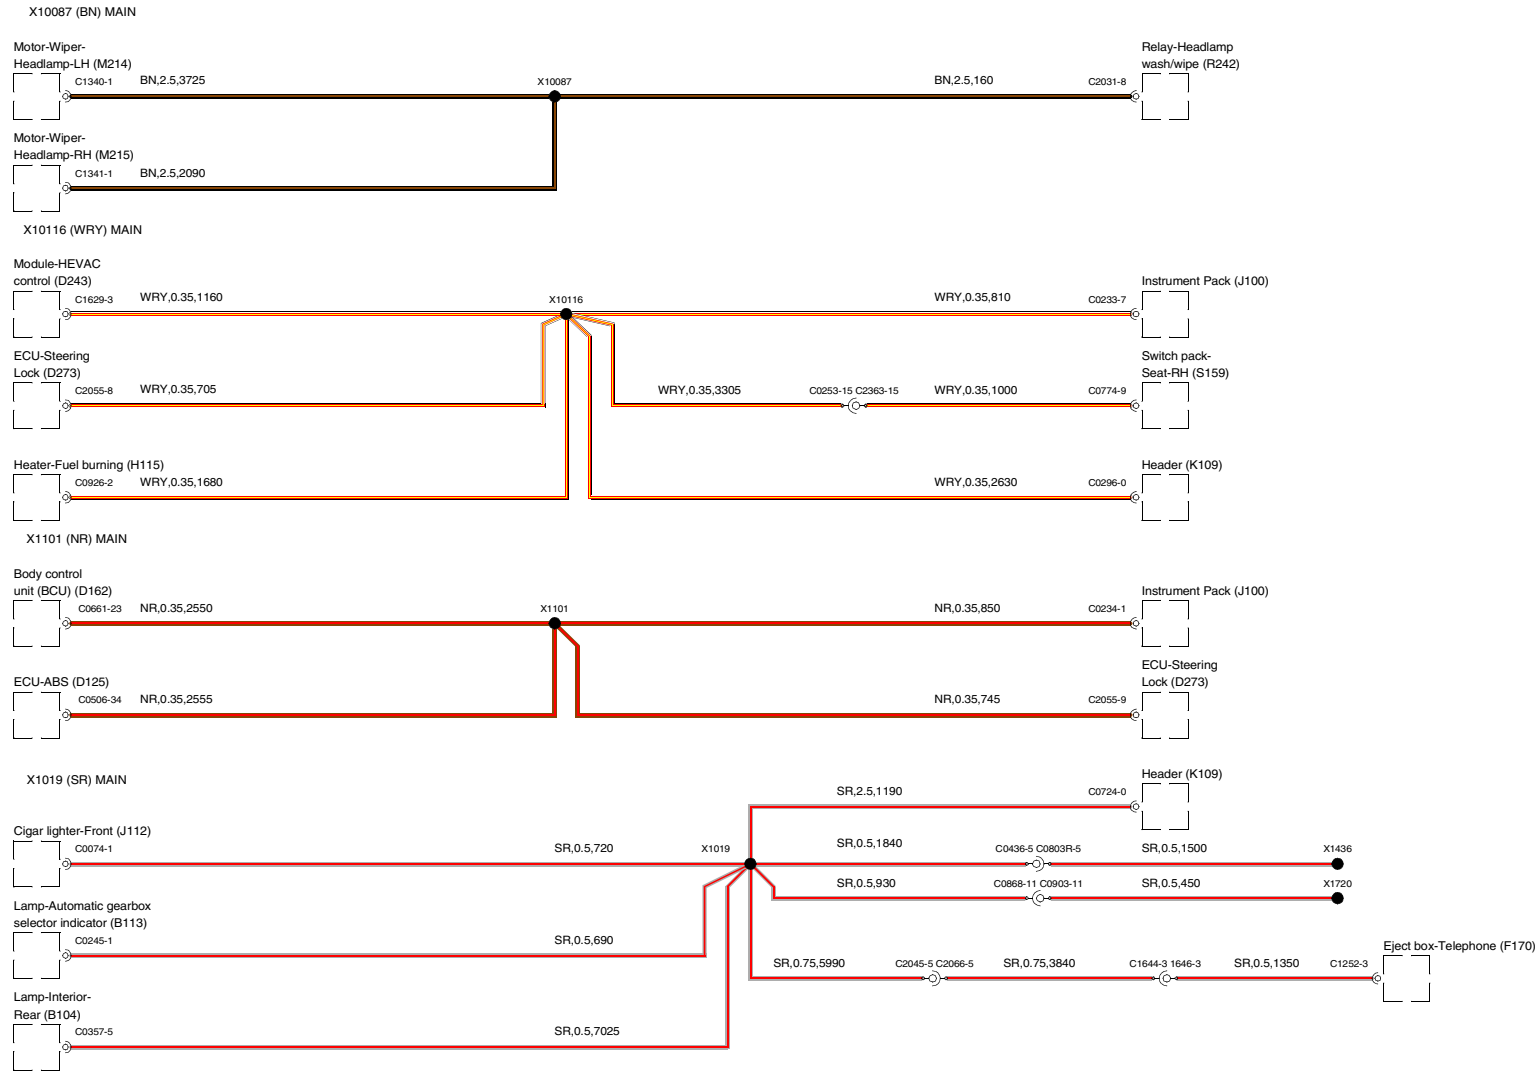 X10087 (BN) MAIN
Motor-Wiper-
Headlamp-LH (M214)
C1340-1
BN,2.5,3725
X10087
BN,2.5,160
C2031-8
Relay-Headlamp
wash/wipe (R242)
Motor-Wiper-
Headlamp-RH (M215)
C1341-1
BN,2.5,2090
X10116 (WRY) MAIN
Module-HEVAC
control (D243)
C1629-3
WRY,0.35,1160
X10116
WRY,0.35,810
C0233-7
Instrument Pack (J100)
ECU-Steering
Lock (D273)
C2055-8
WRY,0.35,705
WRY,0.35,3305
C0253-15 C2363-15
WRY,0.35,1000
C0774-9
Switch pack-
Seat-RH (S159)
Heater-Fuel burning (H115)
C0926-2
WRY,0.35,1680
WRY,0.35,2630
C0296-0
Header (K109)
X1101 (NR) MAIN
Body control
unit (BCU) (D162)
C0661-23
NR,0.35,2550
X1101
NR,0.35,850
C0234-1
Instrument Pack (J100)
ECU-ABS (D125)
C0506-34
NR,0.35,2555
NR,0.35,745
C2055-9
ECU-Steering
Lock (D273)
X1019 (SR) MAIN
SR,2.5,1190
C0724-0
Header (K109)
Cigar lighter-Front (J112)
C0074-1
SR,0.5,720
X1019
SR,0.5,1840
C0436-5 C0803R-5
SR,0.5,1500
X1436
SR,0.5,930
C0868-11 C0903-11
SR,0.5,450
X1720
Lamp-Automatic gearbox
selector indicator (B113)
C0245-1
SR,0.5,690
SR,0.75,5990
C2045-5 C2066-5
SR,0.75,3840
C1644-3 1646-3
SR,0.5,1350
C1252-3
Eject box-Telephone (F170)
Lamp-Interior-
Rear (B104)
C0357-5
SR,0.5,7025